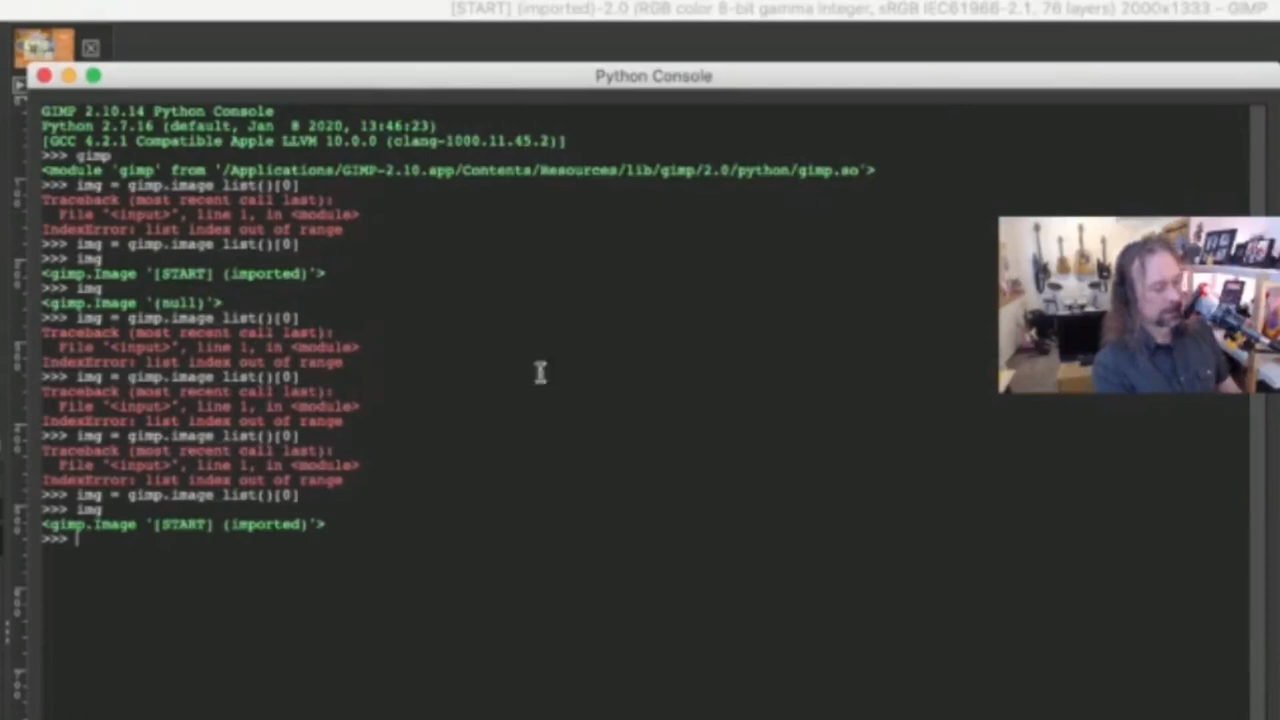 [START] (imported)-2.0 (RGB color 8-bit gamma integer, sRGB IEC61966-2.1, 76 layers) 2000x1333 – GIMP
Python Console
GIMP 2.10.14 Python Console
Python 2.7.16 (default, Jan  8 2020, 13:46:23)
[GCC 4.2.1 Compatible Apple LLVM 10.0.0 (clang-1000.11.45.2)]
>>> gimp
<module 'gimp' from '/Applications/GIMP-2.10.app/Contents/Resources/lib/gimp/2.0/python/gimp.so'>
>>> img = gimp.image_list()[0]
Traceback (most recent call last):
  File "<input>", line 1, in <module>
IndexError: list index out of range
>>> img = gimp.image_list()[0]
>>> img
<gimp.Image '[START] (imported)'>
>>> img
<gimp.Image '(null)'>
>>> img = gimp.image_list()[0]
Traceback (most recent call last):
  File "<input>", line 1, in <module>
IndexError: list index out of range
>>> img = gimp.image_list()[0]
Traceback (most recent call last):
  File "<input>", line 1, in <module>
IndexError: list index out of range
>>> img = gimp.image_list()[0]
Traceback (most recent call last):
  File "<input>", line 1, in <module>
IndexError: list index out of range
>>> img = gimp.image_list()[0]
>>> img
<gimp.Image '[START] (imported)'>
>>>